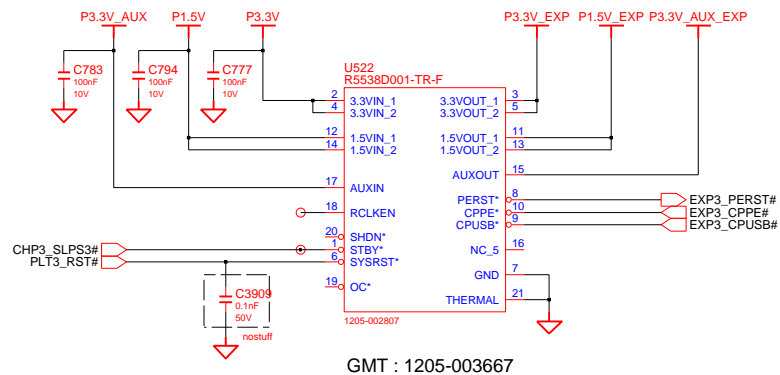 P3.3V_AUX
P1.5V
P3.3V
P3.3V_EXP
P1.5V_EXP
P3.3V_AUX_EXP
C783
100nF
10V
C794
100nF
10V
C777
100nF
10V
U522
R5538D001-TR-F
2 3.3VIN_1 3.3VOUT_1 3
4 3.3VIN_2 3.3VOUT_2 5
12 1.5VIN_1 1.5VOUT_1 11
14 1.5VIN_2 1.5VOUT_2 13
AUXOUT 15
17 AUXIN
PERST* 8 EXP3_PERST#
18 RCLKEN CPPE* 10 EXP3_CPPE#
CPUSB* 9 EXP3_CPUSB#
20 SHDN*
CHP3_SLPS3# 1 STBY* NC_5 16
PLT3_RST# 6 SYSRST*
GND 7
19 OC*
THERMAL 21
C3909
0.1nF
50V
nostuff
1205-002807
GMT : 1205-003667